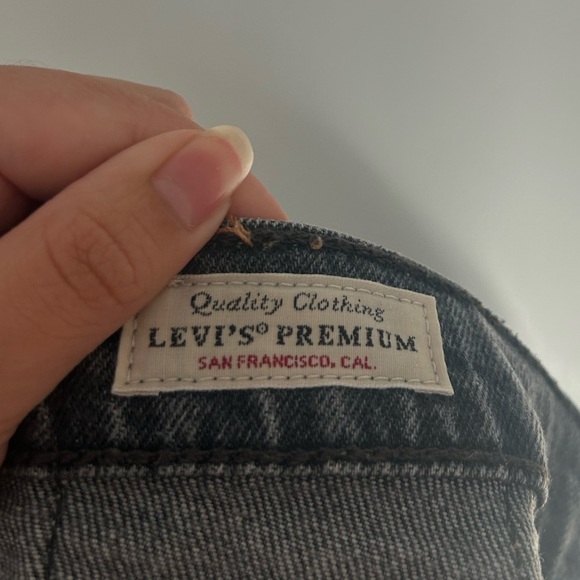 Quality Clothing
LEVI'S® PREMIUM
SAN FRANCISCO, CAL.